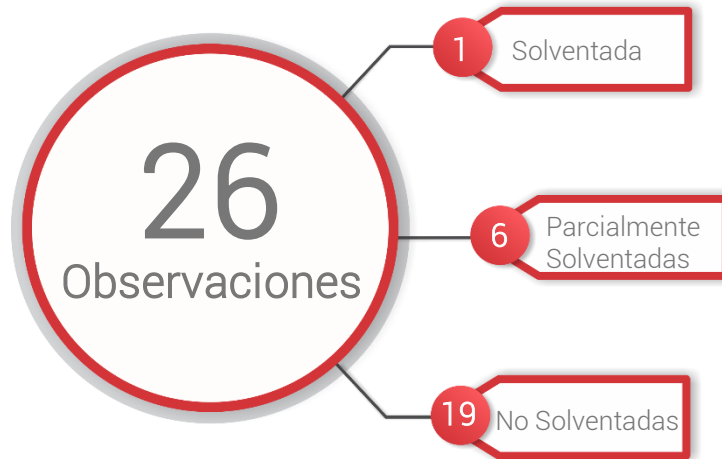 26
Observaciones
1
Solventada
6
Parcialmente
Solventadas
19
No Solventadas